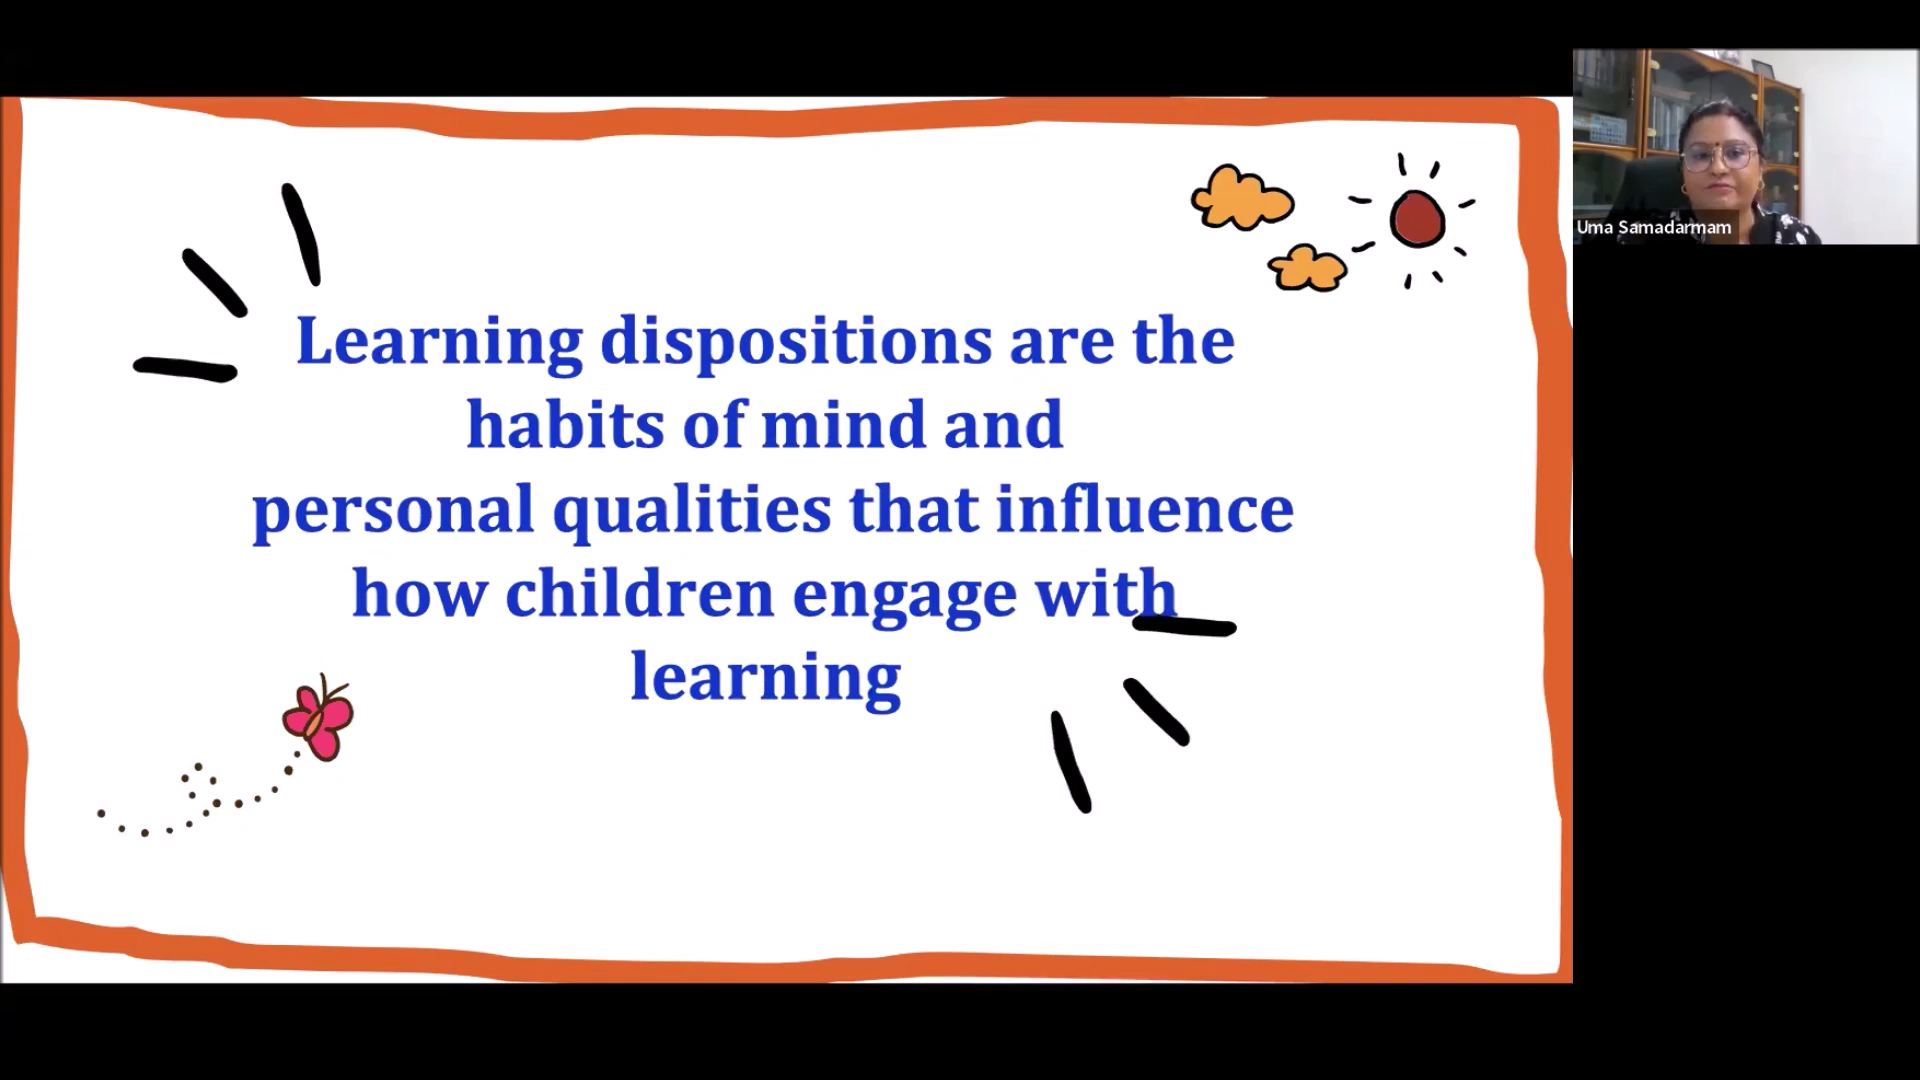 Learning dispositions are the
habits of mind and
personal qualities that influence
how children engage with
learning
Uma Samadarmam